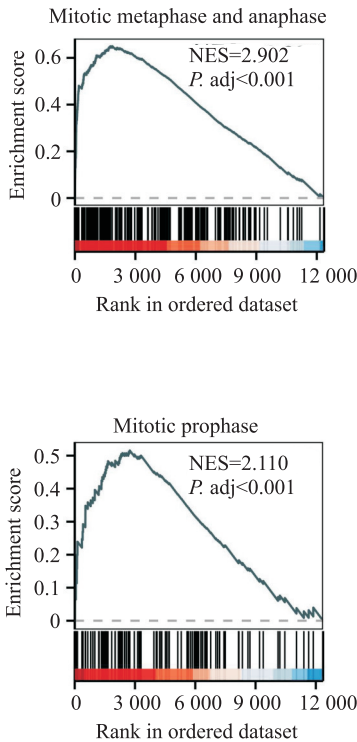 Mitotic metaphase and anaphase
NES=2.902
P. adj<0.001
Enrichment score
0.6
0.4
0.2
0
0 3 000 6 000 9 000 12 000
Rank in ordered dataset
Mitotic prophase
NES=2.110
P. adj<0.001
Enrichment score
0.5
0.4
0.3
0.2
0.1
0
0 3 000 6 000 9 000 12 000
Rank in ordered dataset